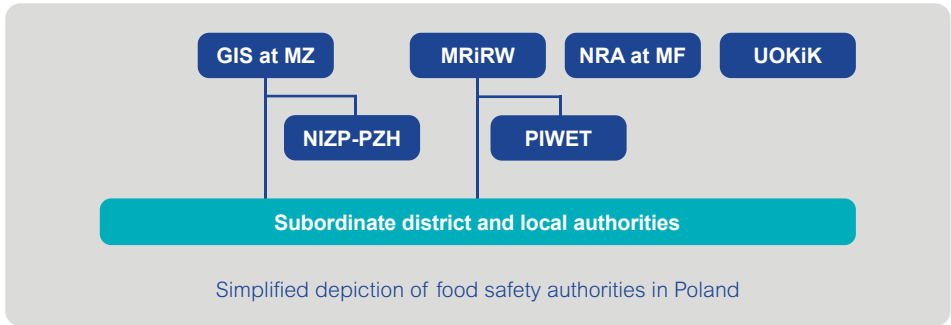 GIS at MZ
MRiRW
NRA at MF
UOKiK
NIZP-PZH
PIWET
Subordinate district and local authorities
Simplified depiction of food safety authorities in Poland